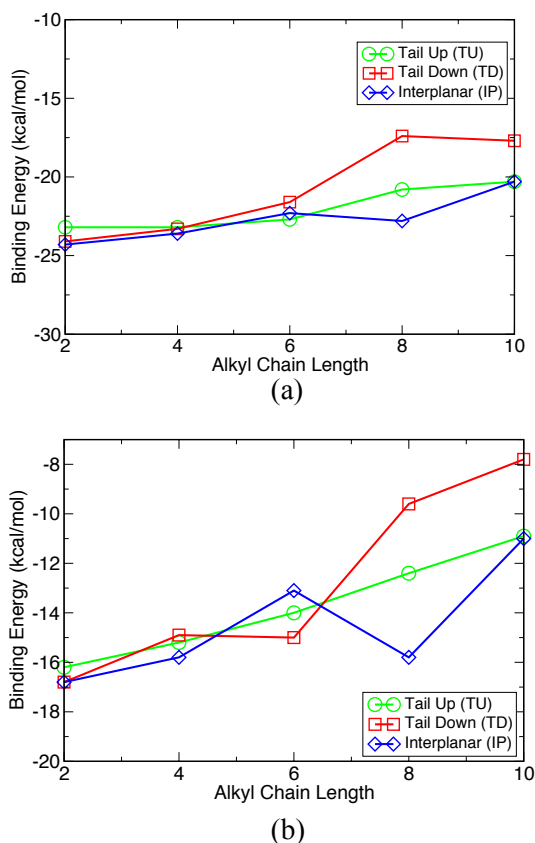 -10
-15
-20
-25
-30
Binding Energy (kcal/mol)
Tail Up (TU)
Tail Down (TD)
Interplanar (IP)
2 4 6 8 10
Alkyl Chain Length
(a)
-8
-10
-12
-14
-16
-18
-20
Binding Energy (kcal/mol)
Tail Up (TU)
Tail Down (TD)
Interplanar (IP)
2 4 6 8 10
Alkyl Chain Length
(b)